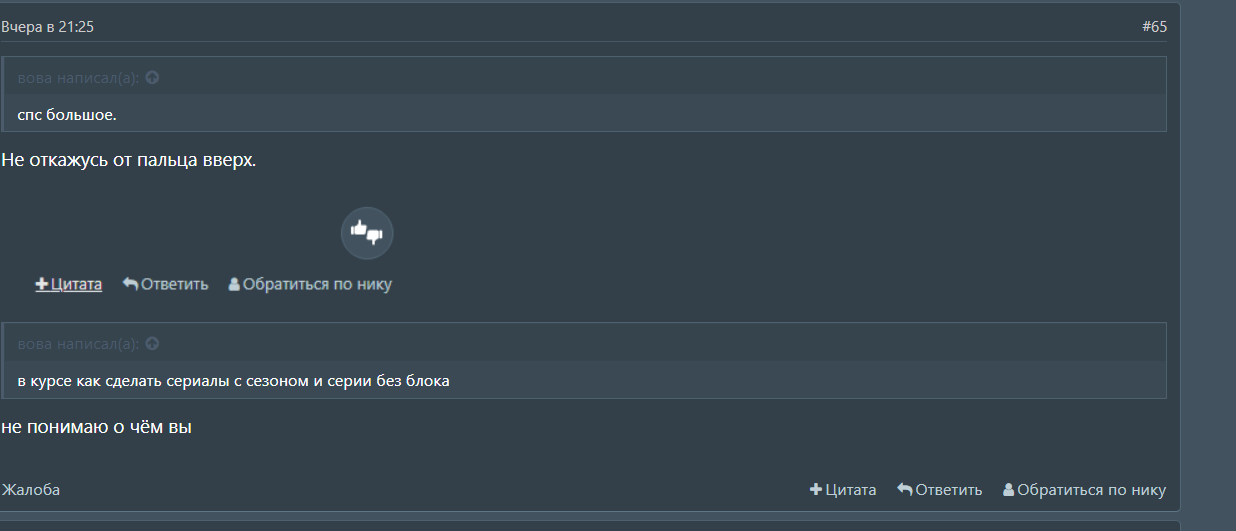 Вчера в 21:25 #65
вова написал(а):
спс большое.
Не откажусь от пальца вверх.
Цитата Ответить Обратиться по нику
вова написал(а):
в курсе как сделать сериалы с сезоном и серии без блока
не понимаю о чём вы
Жалоба Цитата Ответить Обратиться по нику